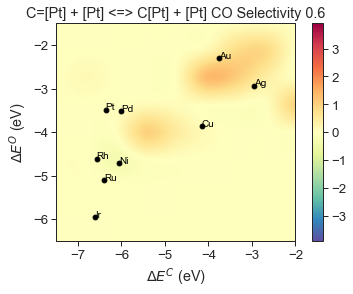 C=[Pt] + [Pt] <=> C[Pt] + [Pt] CO Selectivity 0.6
−2
−3
−4
−5
−6
ΔE^O (eV)
Au
Ag
Pt
Pd
Cu
Rh
Ni
Ru
Ir
−7
−6
−5
−4
−3
−2
ΔE^C (eV)
3
2
1
0
−1
−2
−3